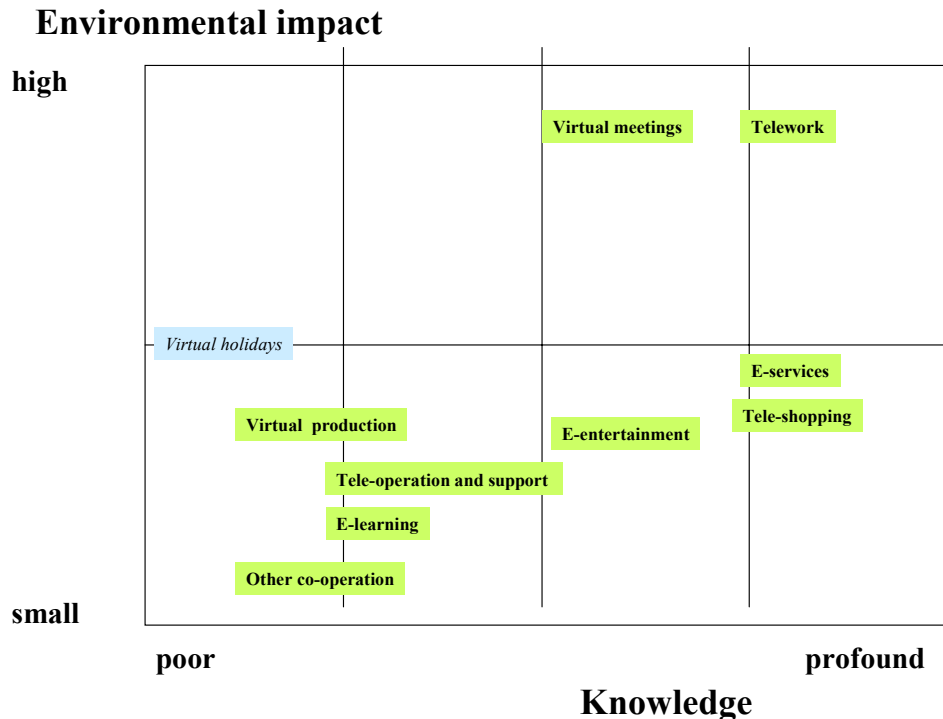 Environmental impact
high
Virtual meetings
Telework
Virtual holidays
E-services
Tele-shopping
Virtual production
E-entertainment
Tele-operation and support
E-learning
Other co-operation
small
poor
profound
Knowledge